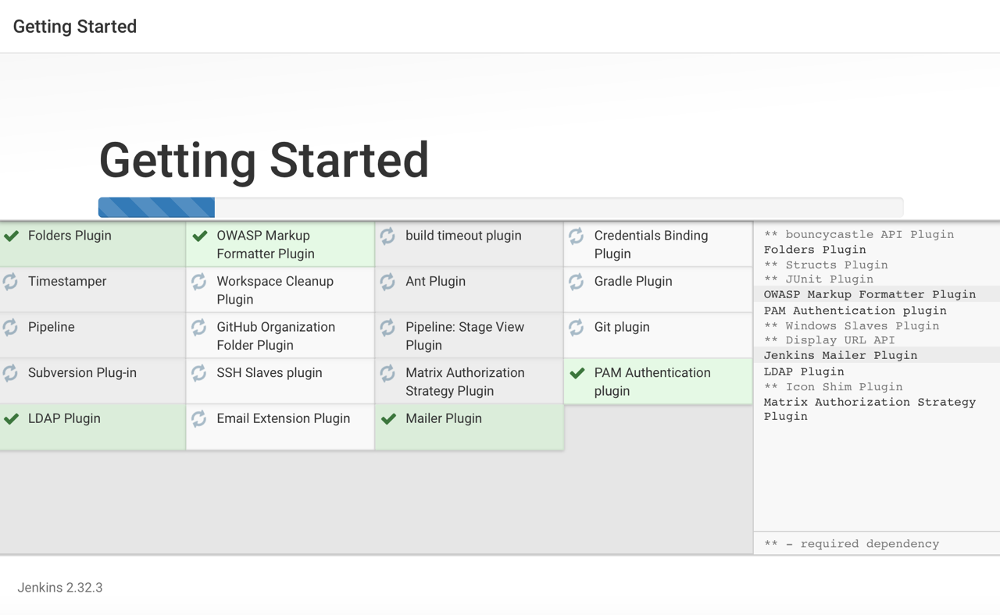 Getting Started
Getting Started
Folders Plugin
OWASP Markup
Formatter Plugin
build timeout plugin
Credentials Binding
Plugin
Timestamper
Workspace Cleanup
Plugin
Ant Plugin
Gradle Plugin
Pipeline
GitHub Organization
Folder Plugin
Pipeline: Stage View
Plugin
Git plugin
Subversion Plug-in
SSH Slaves plugin
Matrix Authorization
Strategy Plugin
PAM Authentication
plugin
LDAP Plugin
Email Extension Plugin
Mailer Plugin
** bouncycastle API Plugin
Folders Plugin
** Structs Plugin
** JUnit Plugin
OWASP Markup Formatter Plugin
PAM Authentication plugin
** Windows Slaves Plugin
** Display URL API
Jenkins Mailer Plugin
LDAP Plugin
** Icon Shim Plugin
Matrix Authorization Strategy
Plugin
** - required dependency
Jenkins 2.32.3